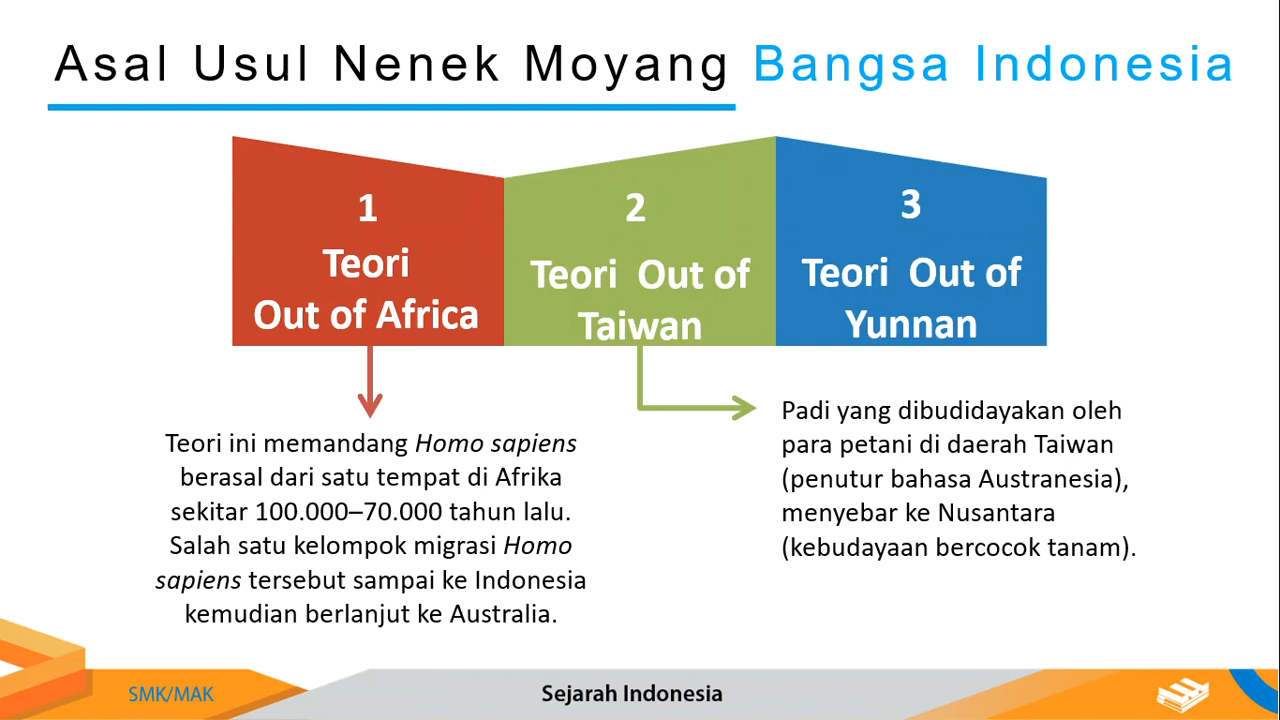 Asal Usul Nenek Moyang Bangsa Indonesia
1
Teori
Out of Africa
2
Teori Out of
Taiwan
3
Teori Out of
Yunnan
Teori ini memandang Homo sapiens
berasal dari satu tempat di Afrika
sekitar 100.000–70.000 tahun lalu.
Salah satu kelompok migrasi Homo
sapiens tersebut sampai ke Indonesia
kemudian berlanjut ke Australia.
Padi yang dibudidayakan oleh
para petani di daerah Taiwan
(penutur bahasa Austranesia),
menyebar ke Nusantara
(kebudayaan bercocok tanam).
SMK/MAK
Sejarah Indonesia